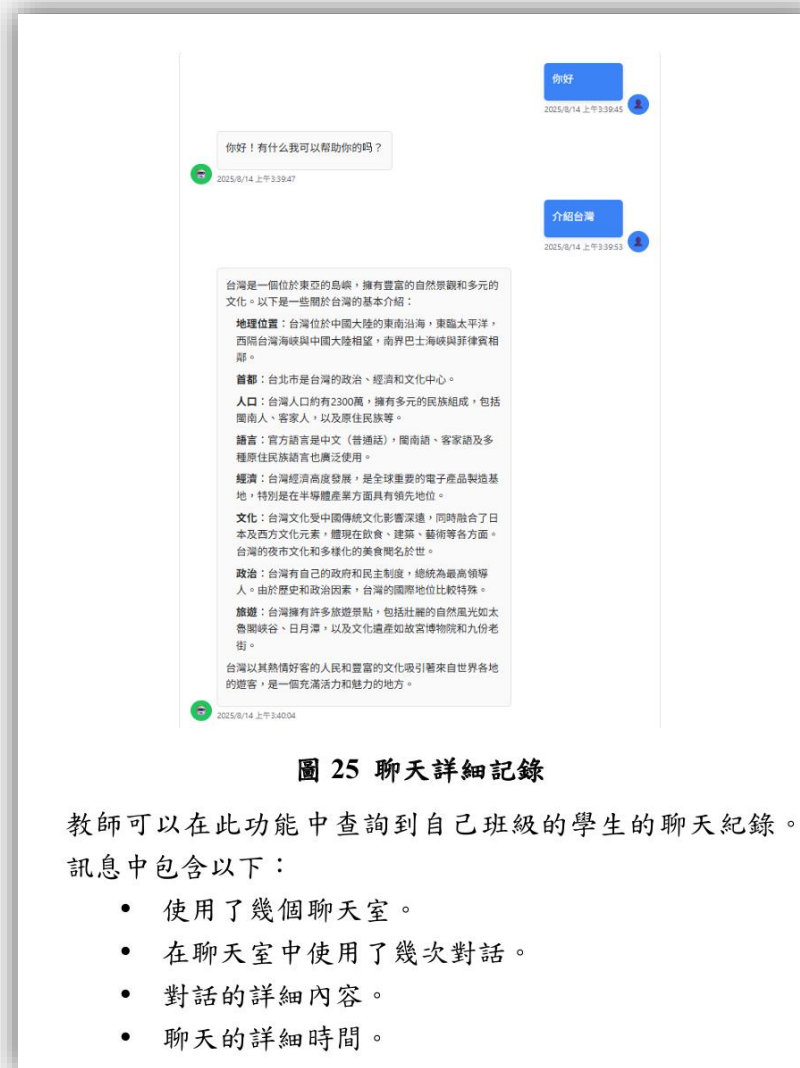 你好
2025/8/14 上午3:39:45
你好！有什么我可以帮助你的吗？
2025/8/14 上午3:39:47
介紹台灣
2025/8/14 上午3:39:53
台灣是一個位於東亞的島嶼，擁有豐富的自然景觀和多元的
文化。以下是一些關於台灣的基本介紹：
地理位置：台灣位於中國大陸的東南沿海，東臨太平洋，
西隔台灣海峽與中國大陸相望，南界巴士海峽與菲律賓相
鄰。
首都：台北市是台灣的政治、經濟和文化中心。
人口：台灣人口約有2300萬，擁有多元的民族組成，包括
閩南人、客家人，以及原住民族等。
語言：官方語言是中文（普通話），閩南語、客家語及多
種原住民族語言也廣泛使用。
經濟：台灣經濟高度發展，是全球重要的電子產品製造基
地，特別是在半導體產業方面具有領先地位。
文化：台灣文化受中國傳統文化影響深遠，同時融合了日
本及西方文化元素，體現在飲食、建築、藝術等各方面。
台灣的夜市文化和多樣化的美食聞名於世。
政治：台灣有自己的政府和民主制度，總統為最高領導
人。由於歷史和政治因素，台灣的國際地位比較特殊。
旅遊：台灣擁有許多旅遊景點，包括壯麗的自然風光如太
魯閣峽谷、日月潭，以及文化遺產如故宮博物院和九份老
街。
台灣以其熱情好客的人民和豐富的文化吸引著來自世界各地
的遊客，是一個充滿活力和魅力的地方。
2025/8/14 上午3:40:04
圖 25 聊天詳細記錄
教師可以在此功能中查詢到自己班級的學生的聊天紀錄。
訊息中包含以下：
• 使用了幾個聊天室。
• 在聊天室中使用了幾次對話。
• 對話的詳細內容。
• 聊天的詳細時間。